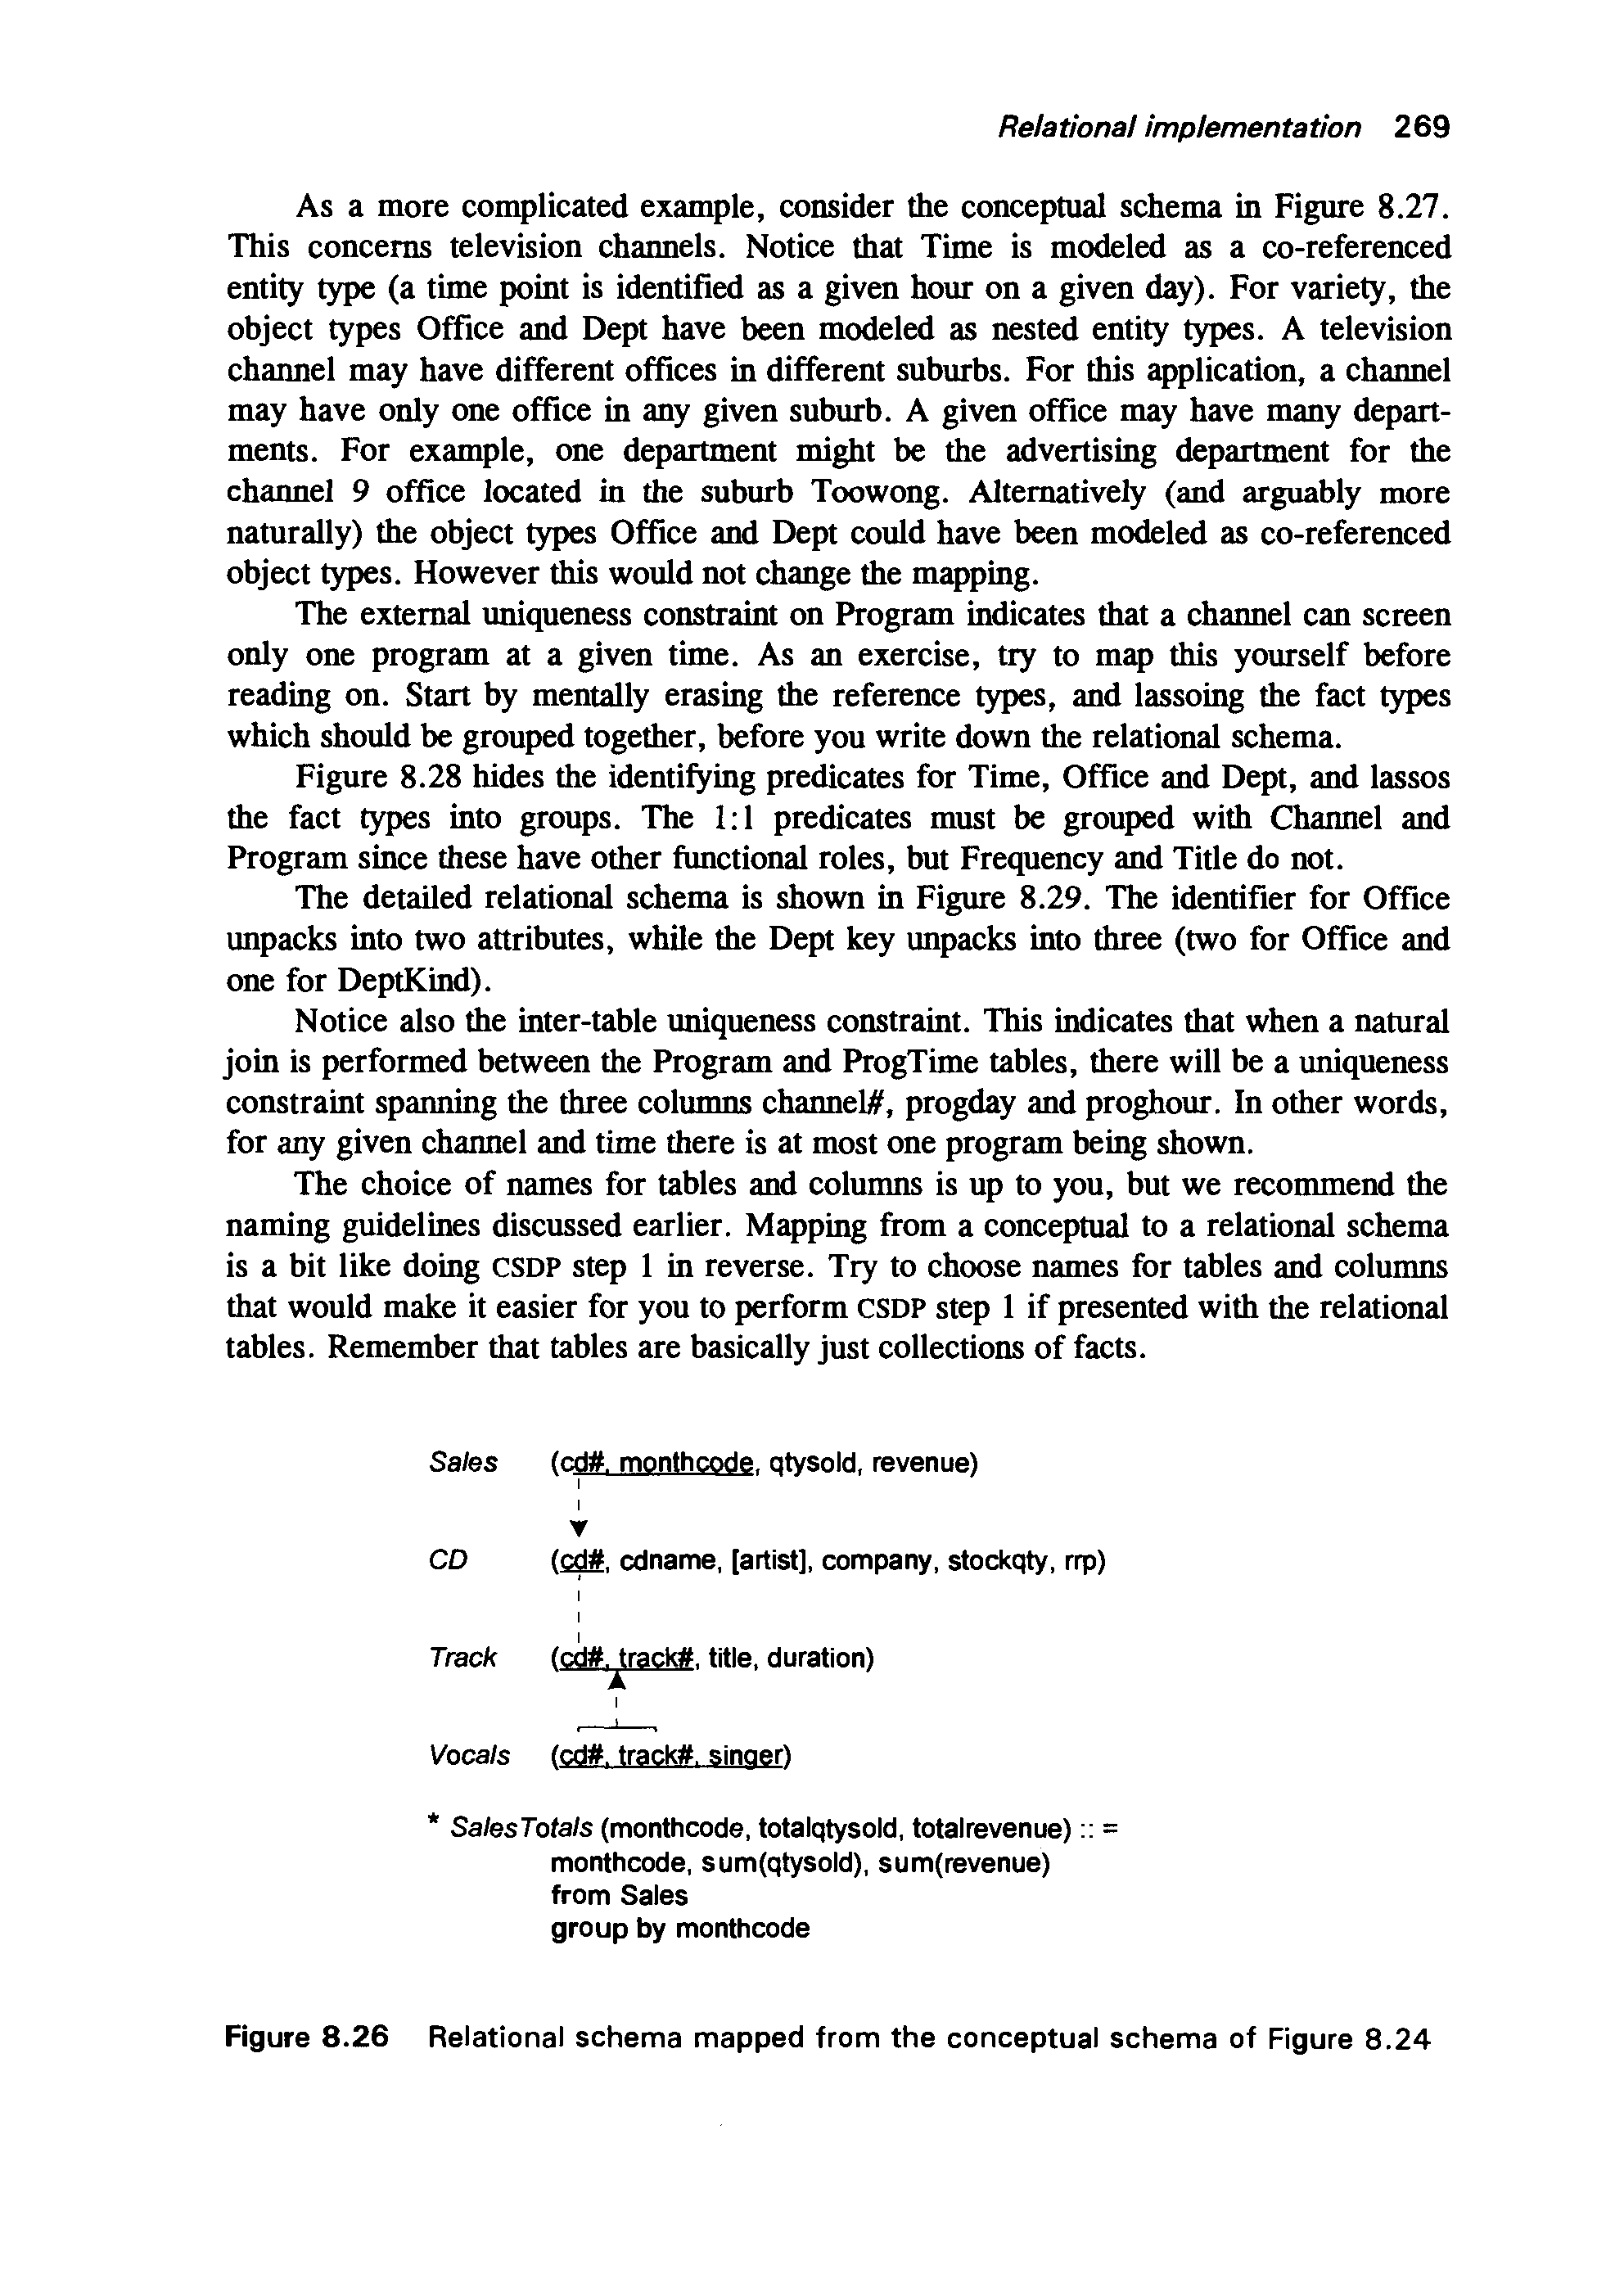 Relational implementation 269
As a more complicated example, consider the conceptual schema in Figure 8.27.
This concerns television channels. Notice that Time is modeled as a co-referenced
entity type (a time point is identified as a given hour on a given day). For variety, the
object types Office and Dept have been modeled as nested entity types. A television
channel may have different offices in different suburbs. For this application, a channel
may have only one office in any given suburb. A given office may have many depart-
ments. For example, one department might be the advertising department for the
channel 9 office located in the suburb Toowong. Alternatively (and arguably more
naturally) the object types Office and Dept could have been modeled as co-referenced
object types. However this would not change the mapping.
The external uniqueness constraint on Program indicates that a channel can screen
only one program at a given time. As an exercise, try to map this yourself before
reading on. Start by mentally erasing the reference types, and lassoing the fact types
which should be grouped together, before you write down the relational schema.
Figure 8.28 hides the identifying predicates for Time, Office and Dept, and lassos
the fact types into groups. The 1:1 predicates must be grouped with Channel and
Program since these have other functional roles, but Frequency and Title do not.
The detailed relational schema is shown in Figure 8.29. The identifier for Office
unpacks into two attributes, while the Dept key unpacks into three (two for Office and
one for DeptKind).
Notice also the inter-table uniqueness constraint. This indicates that when a natural
join is performed between the Program and ProgTime tables, there will be a uniqueness
constraint spanning the three columns channel#, progday and proghour. In other words,
for any given channel and time there is at most one program being shown.
The choice of names for tables and columns is up to you, but we recommend the
naming guidelines discussed earlier. Mapping from a conceptual to a relational schema
is a bit like doing CSDP step 1 in reverse. Try to choose names for tables and columns
that would make it easier for you to perform CSDP step 1 if presented with the relational
tables. Remember that tables are basically just collections of facts.
Sales (cd#, monthcode, qtysold, revenue)
CD (cd#, cdname, [artist], company, stockqty, rrp)
Track (cd#, track#, title, duration)
Vocals (cd#, track#, singer)
* SalesTotals (monthcode, totalqtysold, totalrevenue) :: =
monthcode, sum(qtysold), sum(revenue)
from Sales
group by monthcode
Figure 8.26 Relational schema mapped from the conceptual schema of Figure 8.24